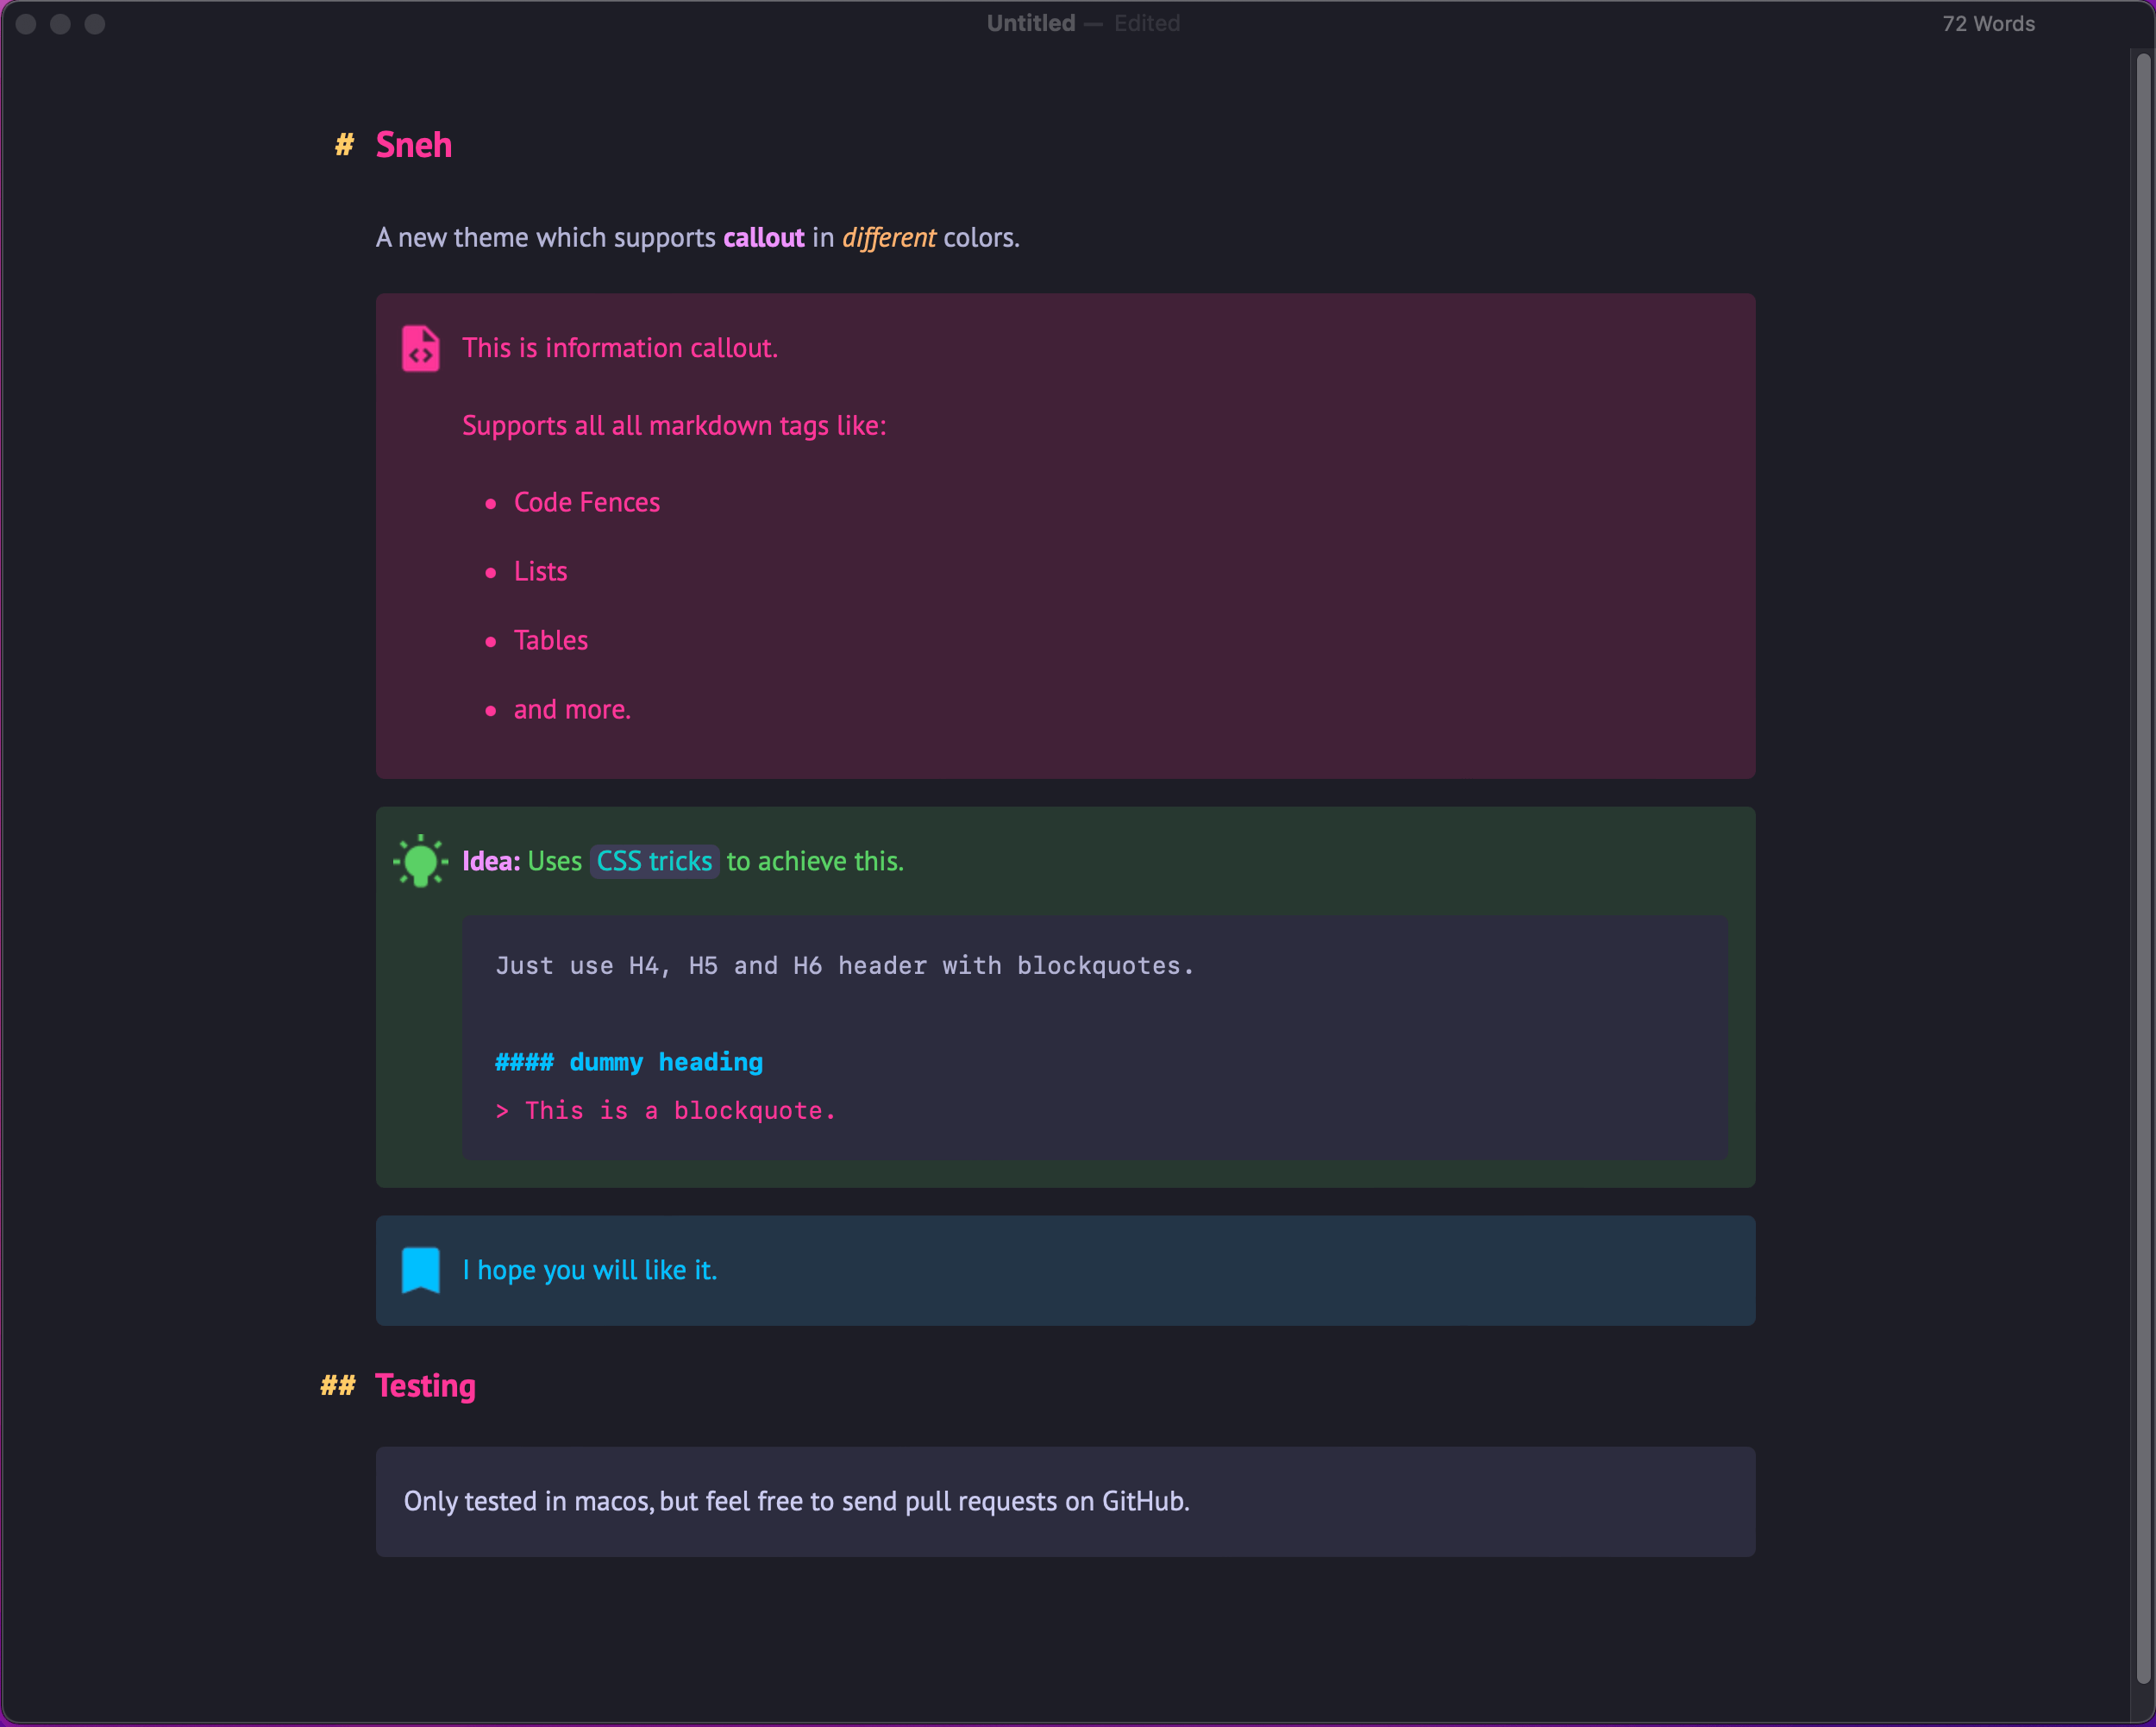 Untitled — Edited
72 Words
# Sneh
A new theme which supports callout in different colors.
This is information callout.
Supports all all markdown tags like:
• Code Fences
• Lists
• Tables
• and more.
Idea: Uses CSS tricks to achieve this.
Just use H4, H5 and H6 header with blockquotes.
#### dummy heading
> This is a blockquote.
I hope you will like it.
## Testing
Only tested in macos, but feel free to send pull requests on GitHub.